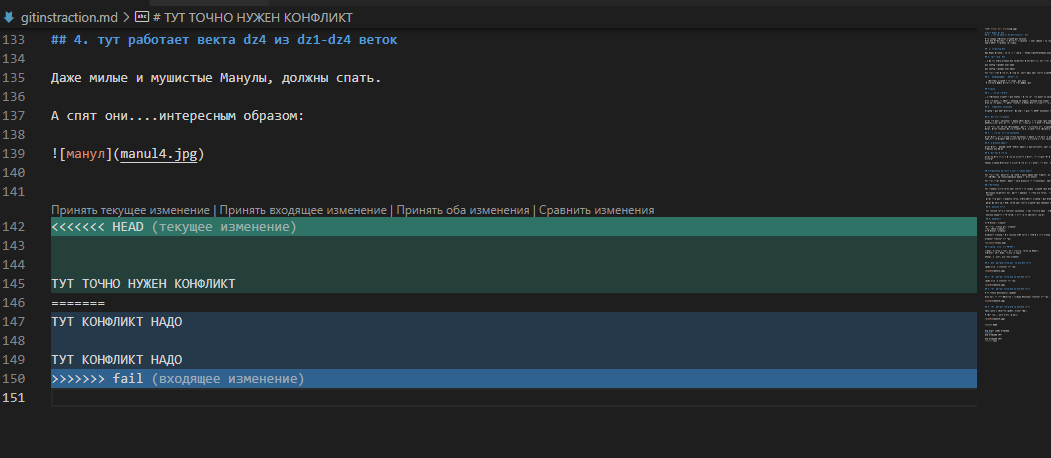 gitinstraction.md > # ТУТ ТОЧНО НУЖЕН КОНФЛИКТ
133 ## 4. тут работает векта dz4 из dz1-dz4 веток
134
135 Даже милые и мушистые Манулы, должны спать.
136
137 А спят они....интересным образом:
138
139 ![манул](manul4.jpg)
140
141
Принять текущее изменение | Принять входящее изменение | Принять оба изменения | Сравнить изменения
142 <<<<<<< HEAD (текущее изменение)
143
144
145 ТУТ ТОЧНО НУЖЕН КОНФЛИКТ
146 =======
147 ТУТ КОНФЛИКТ НАДО
148
149 ТУТ КОНФЛИКТ НАДО
150 >>>>>>> fail (входящее изменение)
151